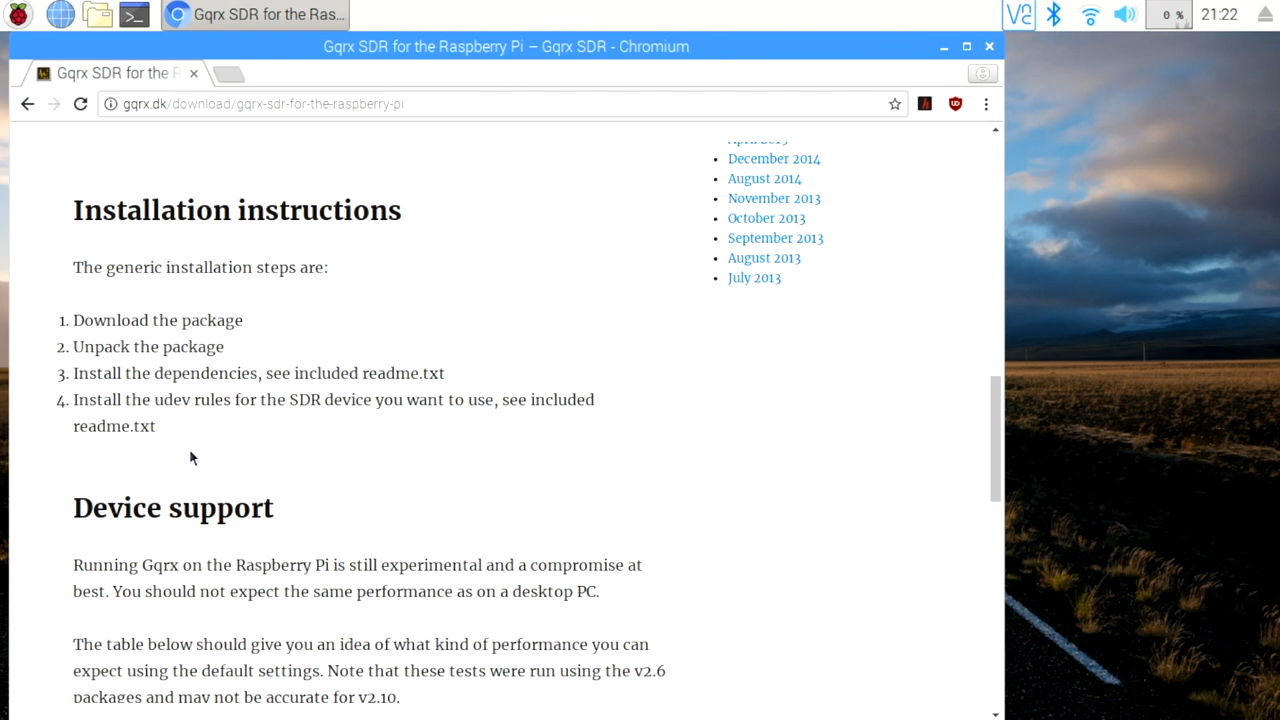 Gqrx SDR for the Ras...
0 %
21:22
Gqrx SDR for the Raspberry Pi – Gqrx SDR - Chromium
Gqrx SDR for the R
gqrx.dk/download/gqrx-sdr-for-the-raspberry-pi
December 2014
August 2014
November 2013
October 2013
September 2013
August 2013
July 2013
Installation instructions
The generic installation steps are:
1. Download the package
2. Unpack the package
3. Install the dependencies, see included readme.txt
4. Install the udev rules for the SDR device you want to use, see included
readme.txt
Device support
Running Gqrx on the Raspberry Pi is still experimental and a compromise at
best. You should not expect the same performance as on a desktop PC.
The table below should give you an idea of what kind of performance you can
expect using the default settings. Note that these tests were run using the v2.6
packages and may not be accurate for v2.10.